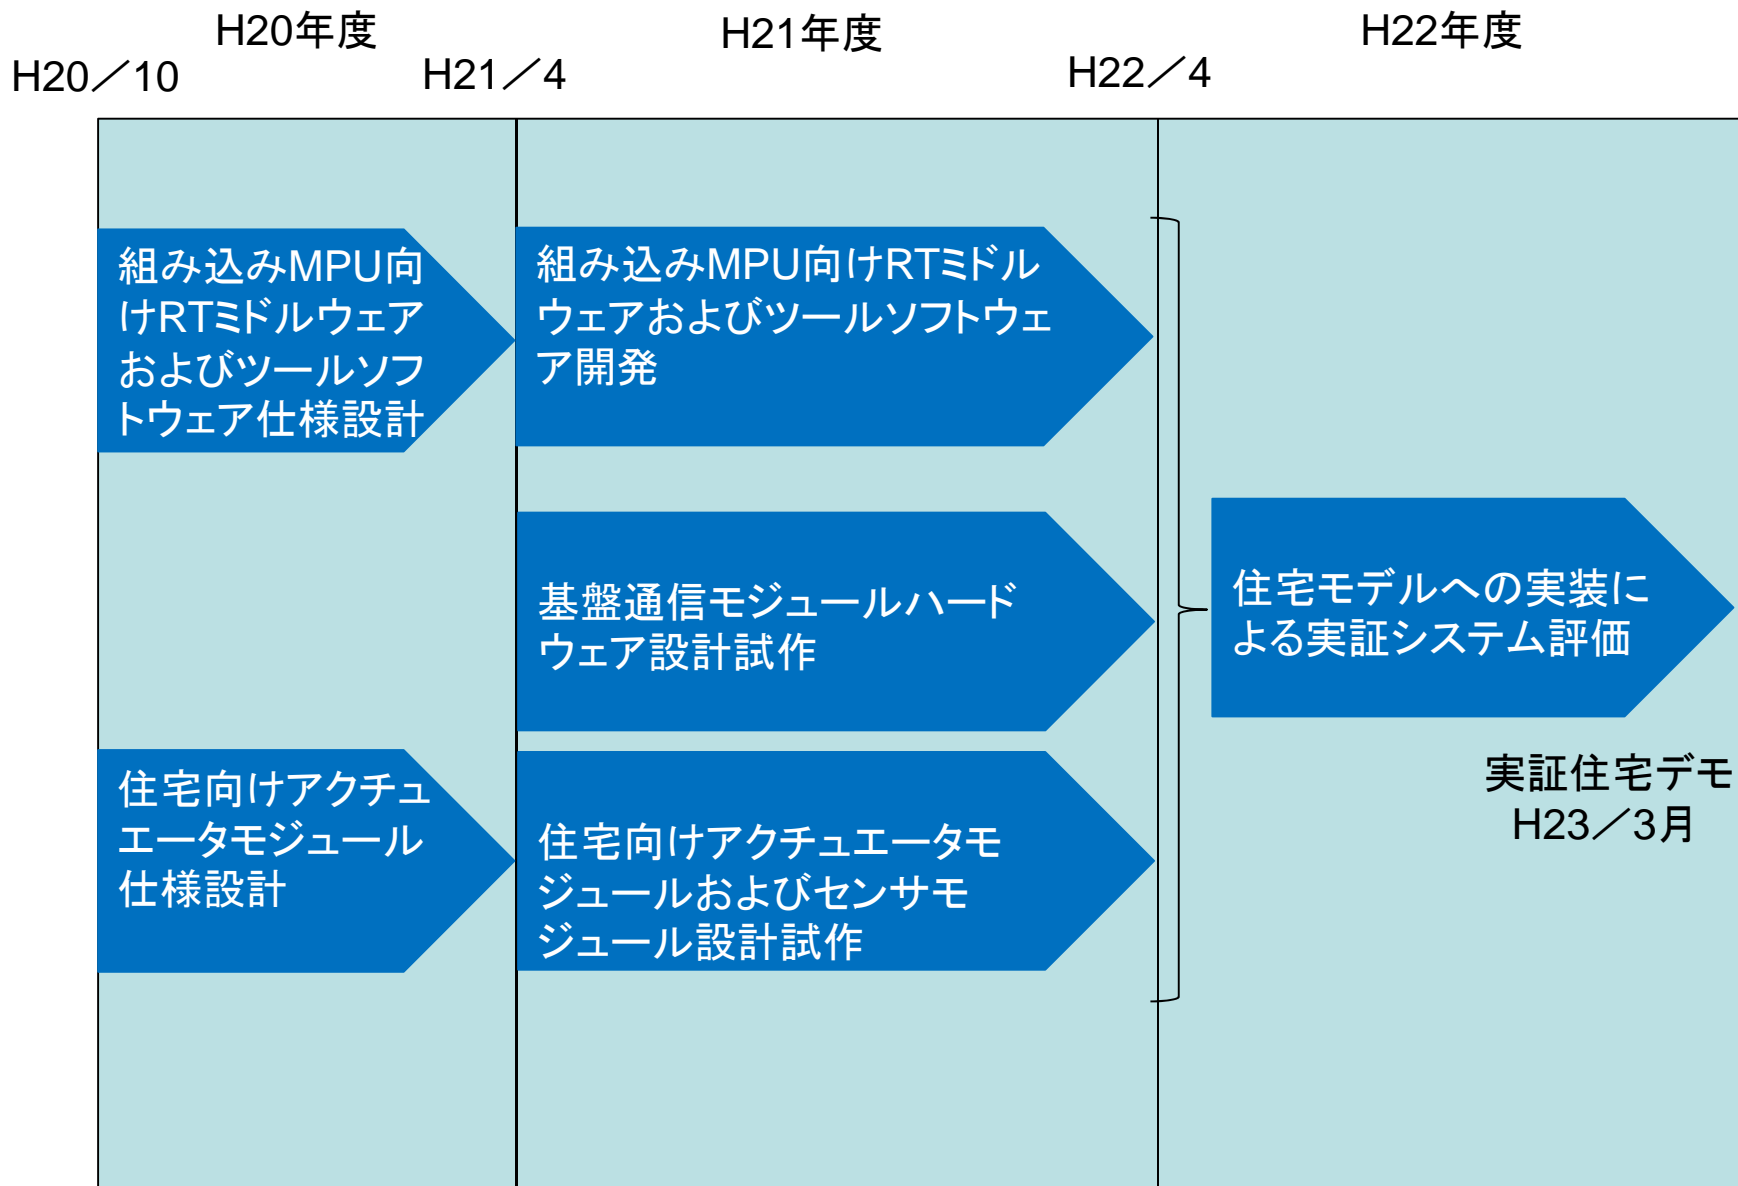 H20年度
H21年度
H22年度
H20／10
H21／4
H22／4
組み込みMPU向
けRTミドルウェア
およびツールソフ
トウェア仕様設計
組み込みMPU向けRTミドル
ウェアおよびツールソフトウェ
ア開発
基盤通信モジュールハード
ウェア設計試作
住宅モデルへの実装に
よる実証システム評価
住宅向けアクチュ
エータモジュール
仕様設計
住宅向けアクチュエータモ
ジュールおよびセンサモ
ジュール設計試作
実証住宅デモ
H23／3月